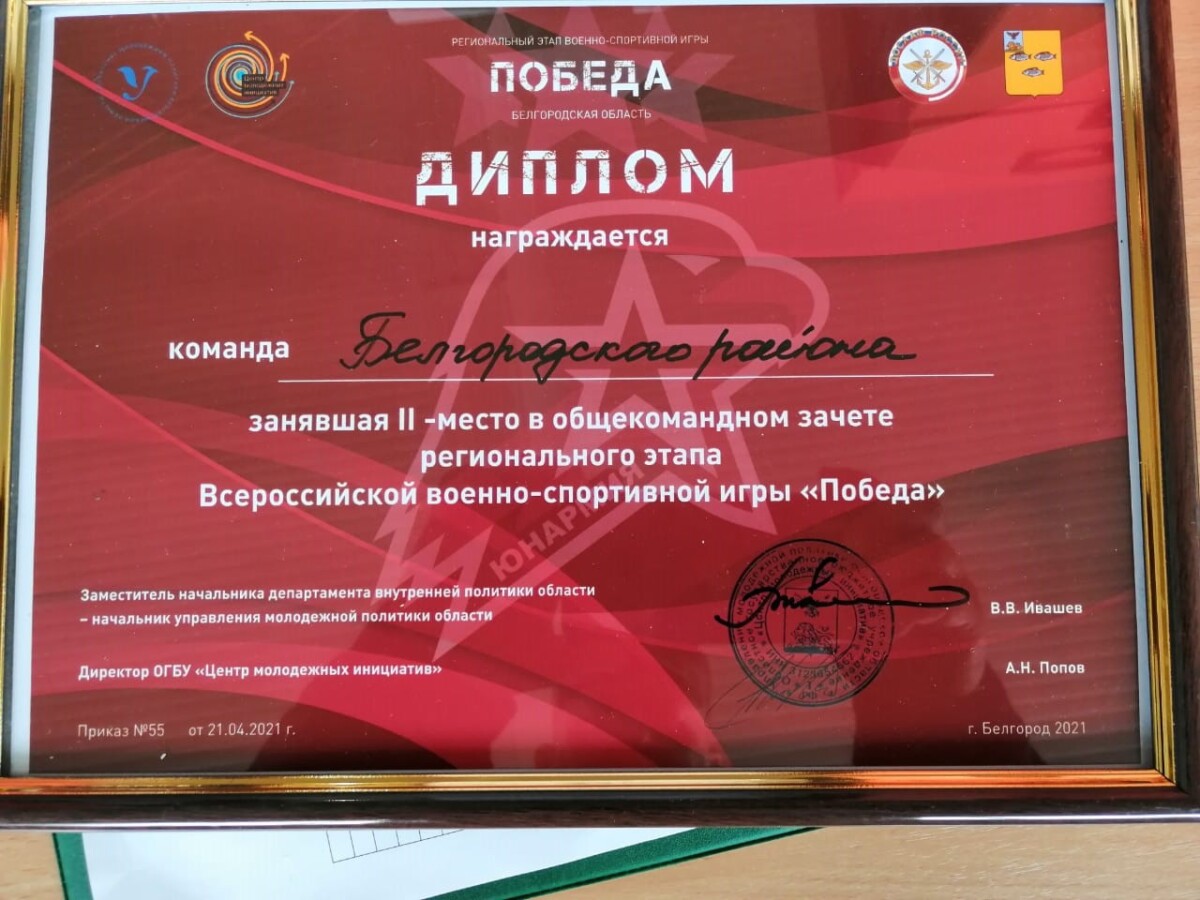 РЕГИОНАЛЬНЫЙ ЭТАП ВОЕННО-СПОРТИВНОЙ ИГРЫ
ПОБЕДА
БЕЛГОРОДСКАЯ ОБЛАСТЬ
ДИПЛОМ
награждается
команда Белгородского района
занявшая II -место в общекомандном зачете
регионального этапа
Всероссийской военно-спортивной игры «Победа»
ЮНАРМИЯ
Заместитель начальника департамента внутренней политики области
– начальник управления молодежной политики области
В.В. Ивашев
Директор ОГБУ «Центр молодежных инициатив»
А.Н. Попов
Приказ №55 от 21.04.2021 г.
г. Белгород 2021